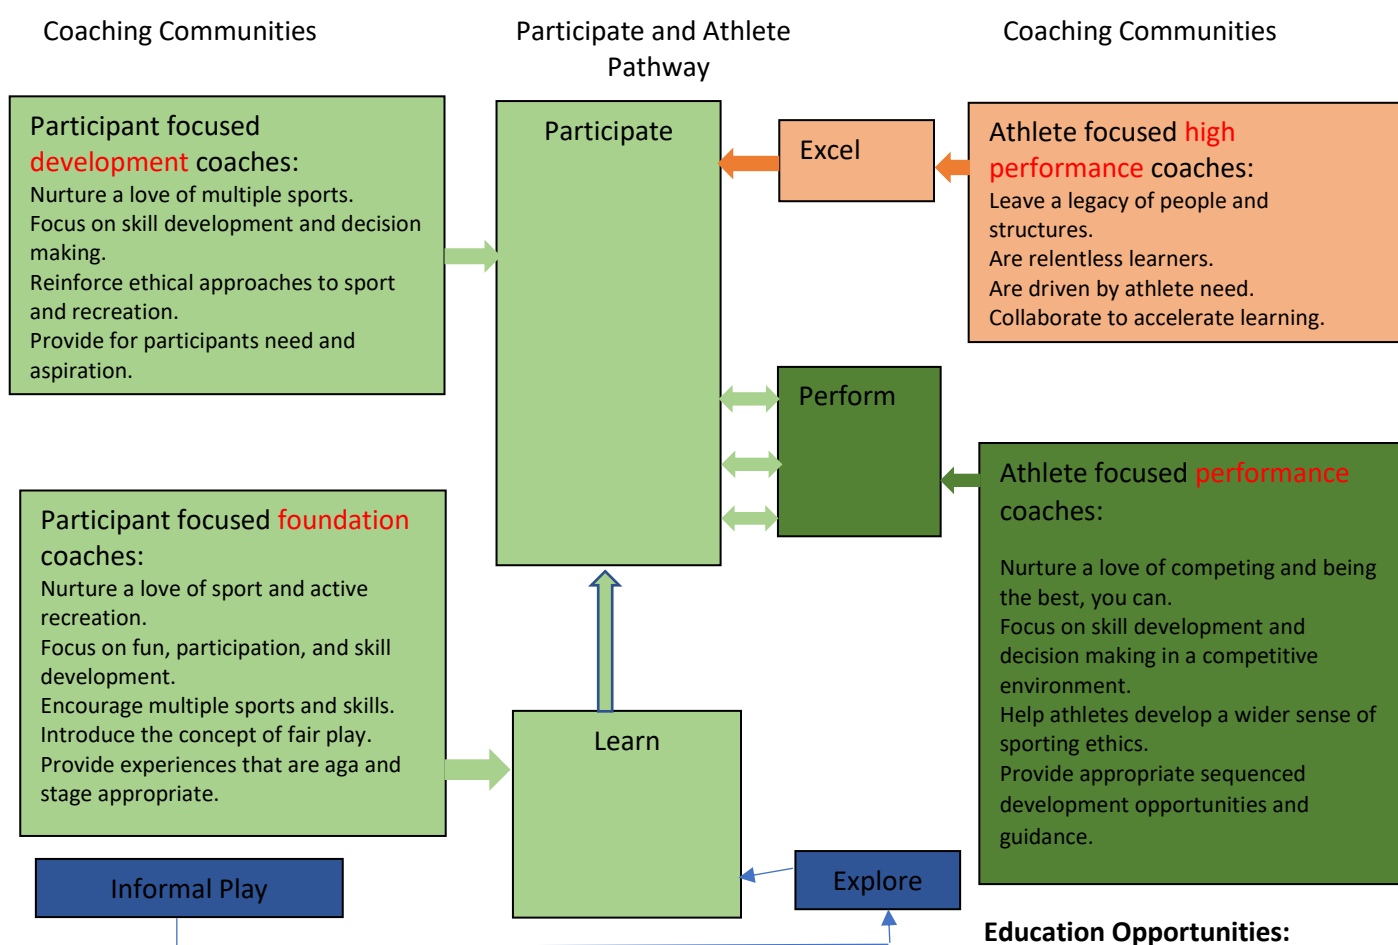 Coaching Communities
Participate and Athlete
Pathway
Coaching Communities
Participant focused
development coaches:
Nurture a love of multiple sports.
Focus on skill development and decision
making.
Reinforce ethical approaches to sport
and recreation.
Provide for participants need and
aspiration.
Participate
Excel
Athlete focused high
performance coaches:
Leave a legacy of people and
structures.
Are relentless learners.
Are driven by athlete need.
Collaborate to accelerate learning.
Perform
Participant focused foundation
coaches:
Nurture a love of sport and active
recreation.
Focus on fun, participation, and skill
development.
Encourage multiple sports and skills.
Introduce the concept of fair play.
Provide experiences that are aga and
stage appropriate.
Learn
Athlete focused performance
coaches:
Nurture a love of competing and being
the best, you can.
Focus on skill development and
decision making in a competitive
environment.
Help athletes develop a wider sense of
sporting ethics.
Provide appropriate sequenced
development opportunities and
guidance.
Informal Play
Explore
Education Opportunities: